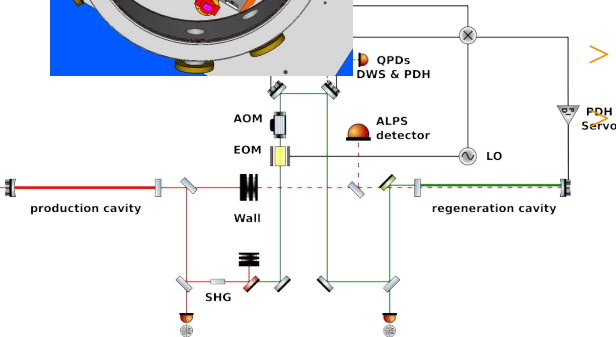 QPDs
DWS & PDH
AOM
ALPS
detector
PDH
Servo
EOM
LO
production cavity
Wall
regeneration cavity
SHG